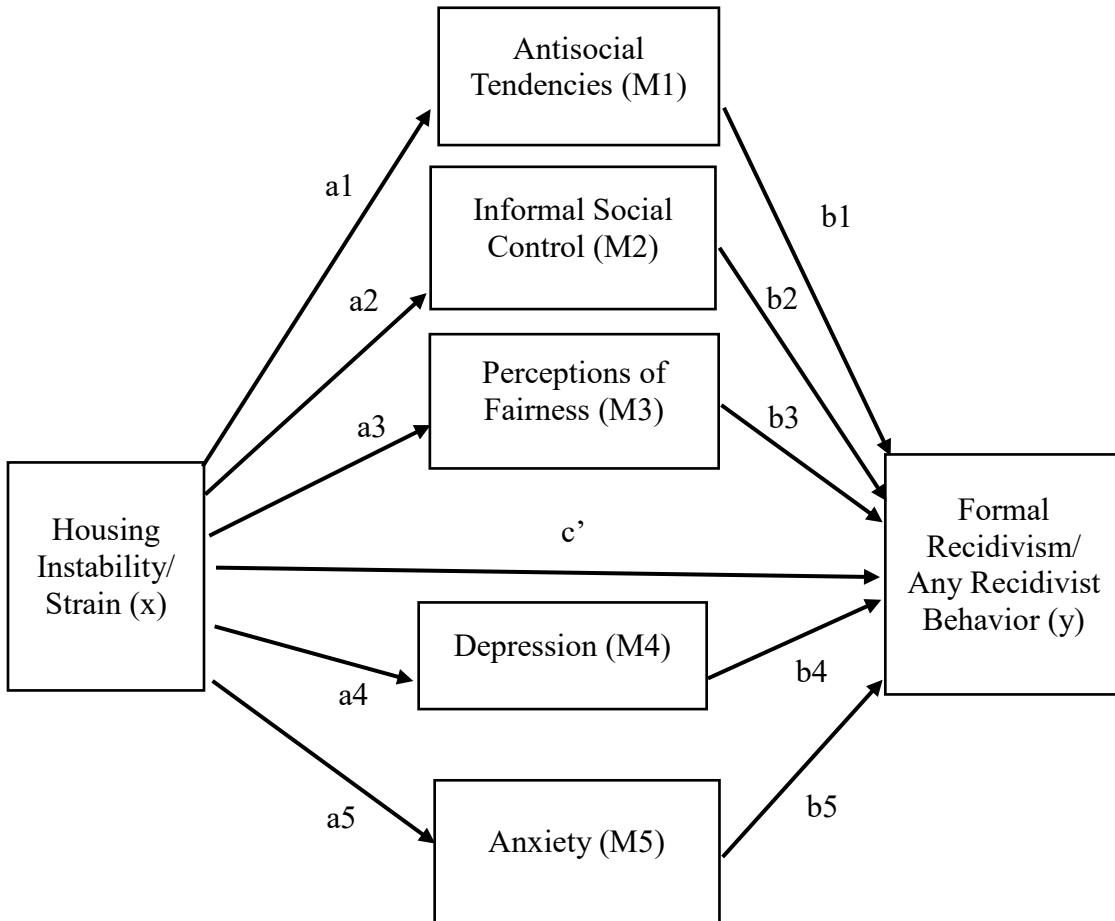 Antisocial
Tendencies (M1)
a1
b1
Informal Social
Control (M2)
a2
b2
Perceptions of
Fairness (M3)
a3
b3
Housing
Instability/
Strain (x)
c’
Formal
Recidivism/
Any Recidivist
Behavior (y)
Depression (M4)
a4
b4
a5
b5
Anxiety (M5)